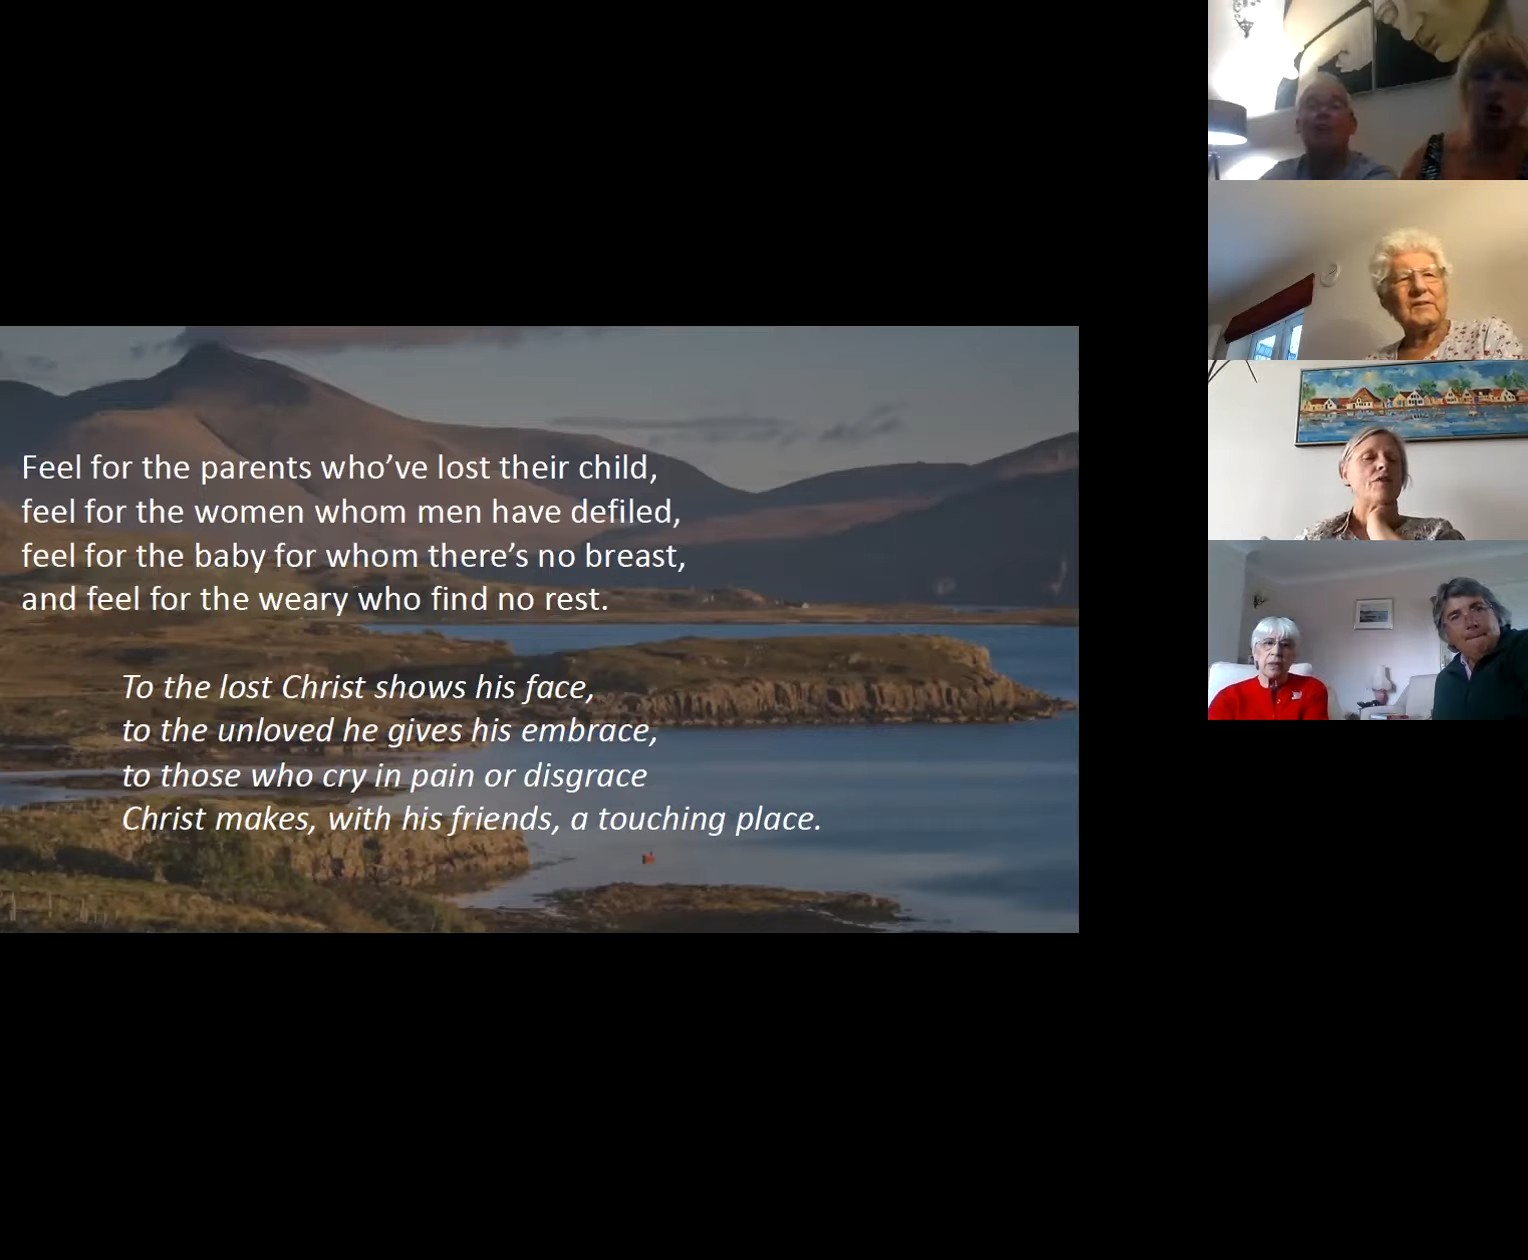 Feel for the parents who’ve lost their child,
feel for the women whom men have defiled,
feel for the baby for whom there’s no breast,
and feel for the weary who find no rest.
To the lost Christ shows his face,
to the unloved he gives his embrace,
to those who cry in pain or disgrace
Christ makes, with his friends, a touching place.